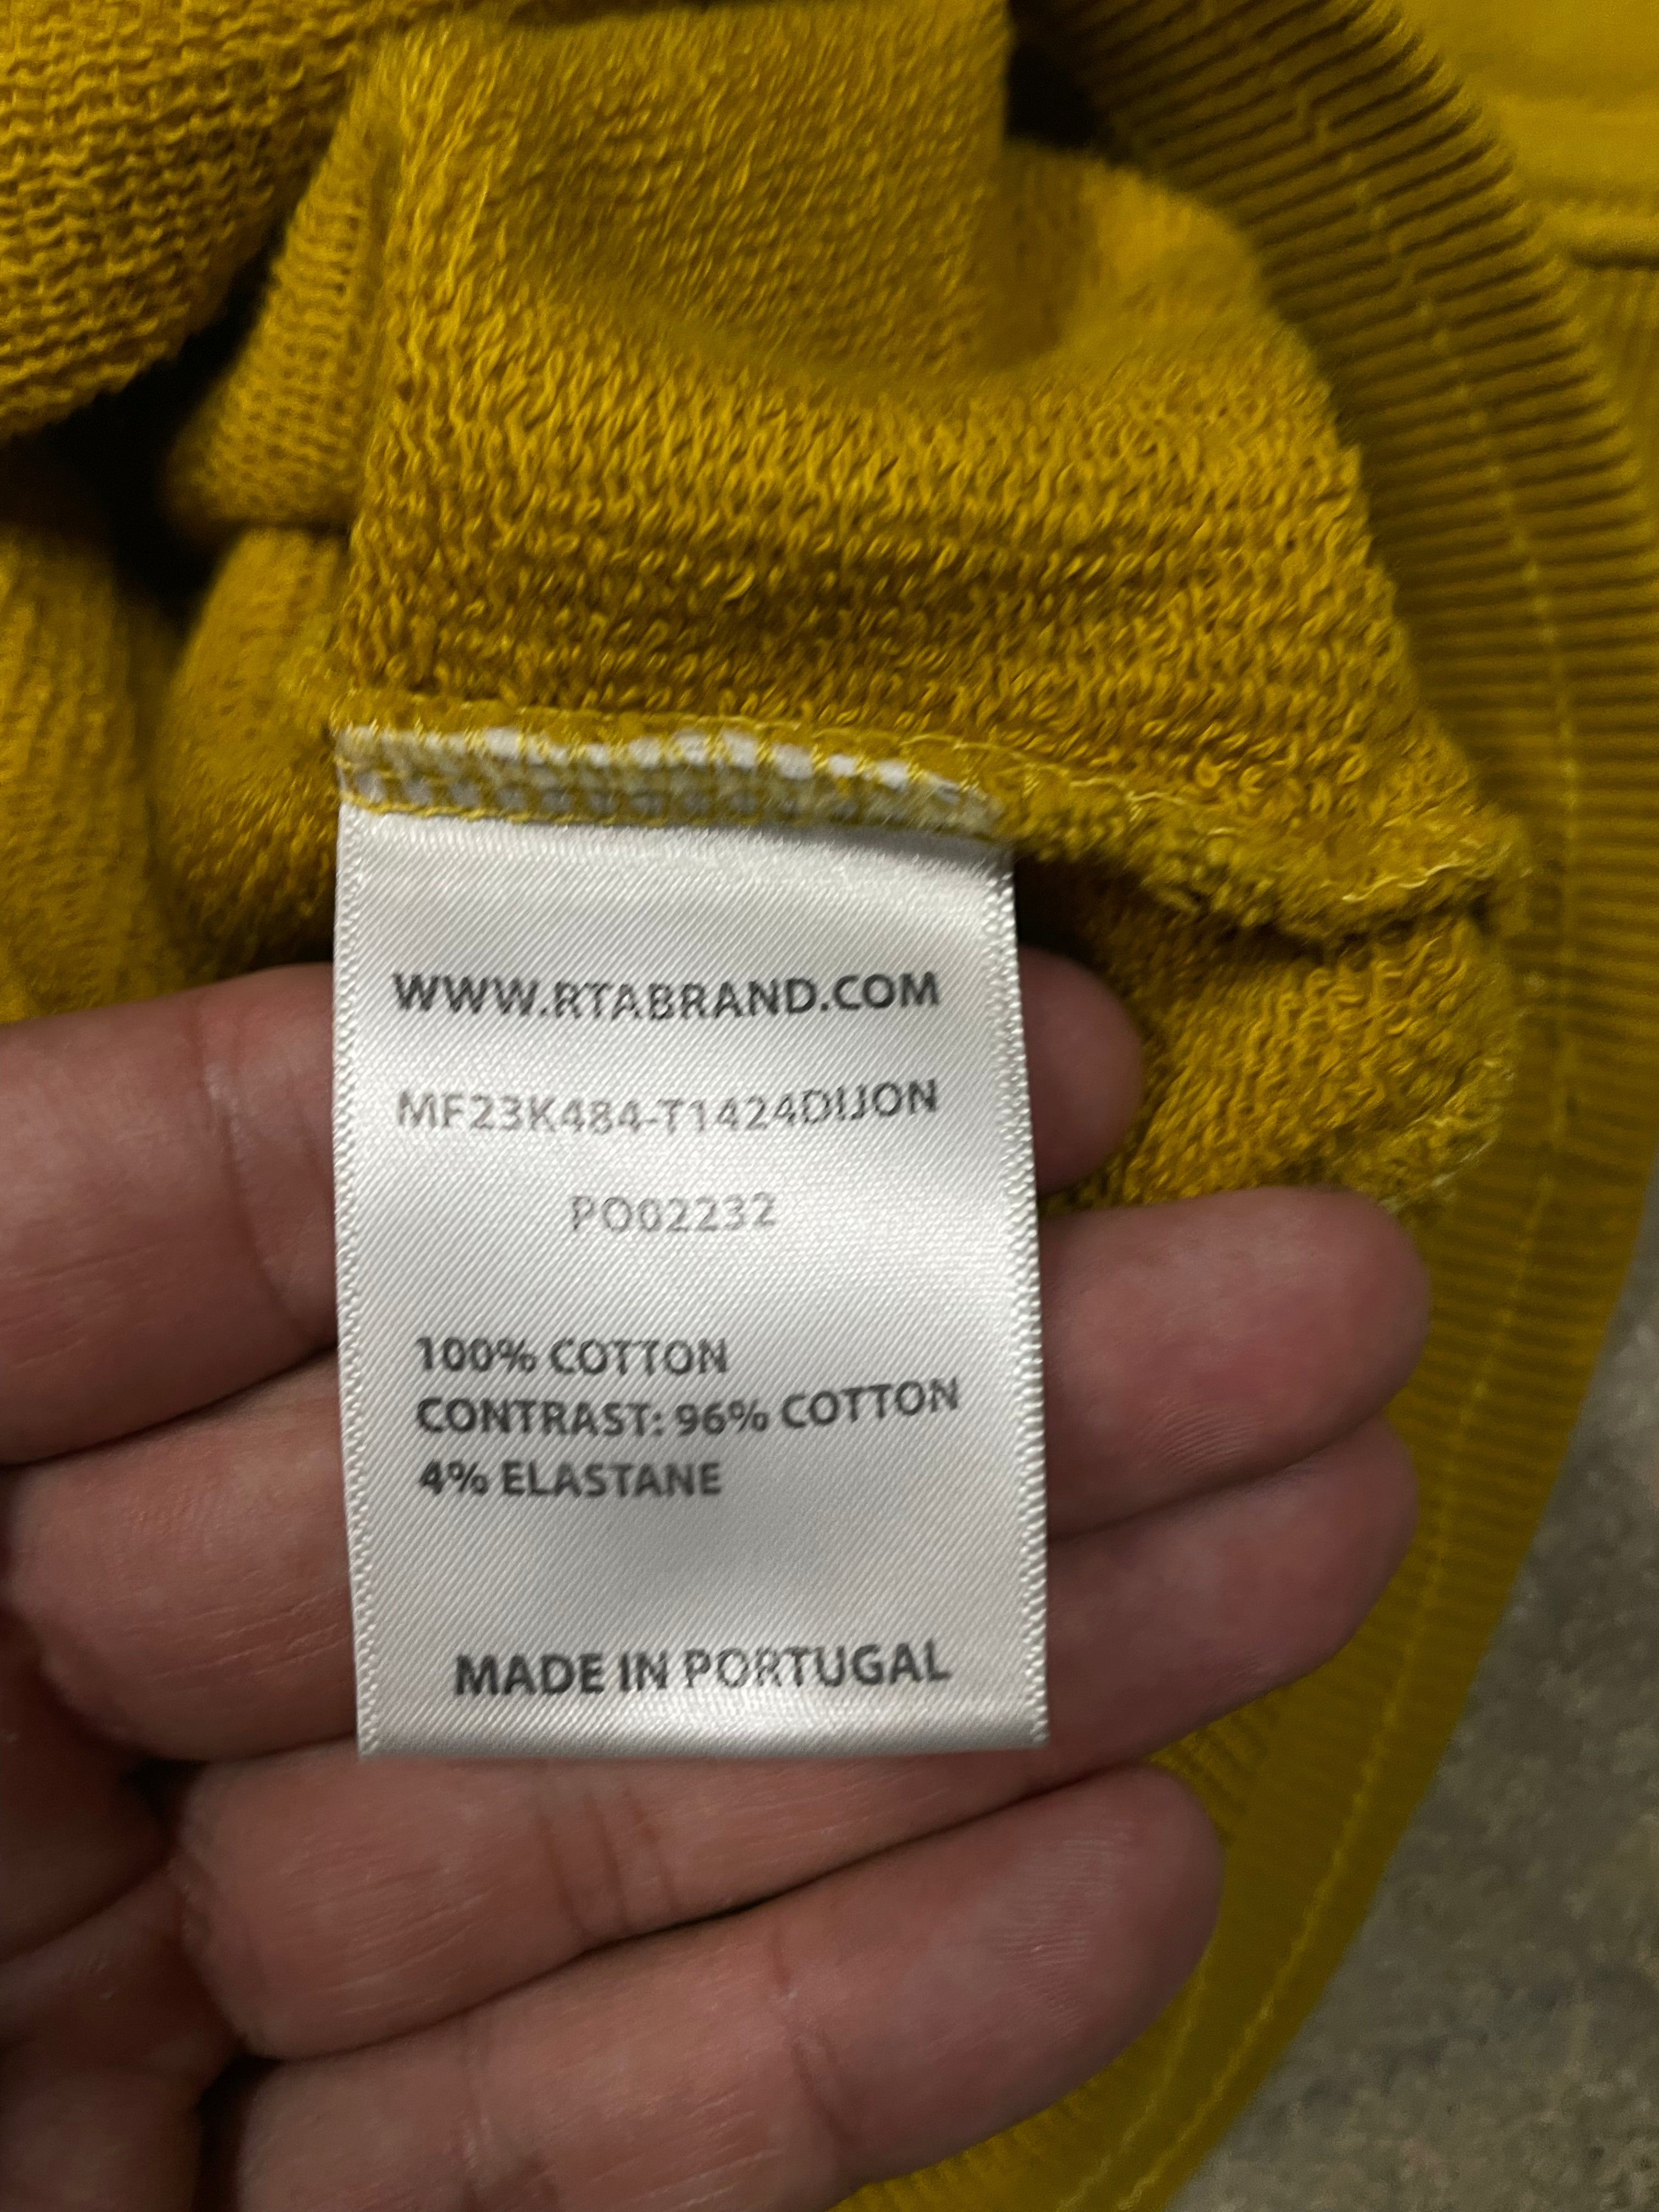 WWW.RTABRAND.COM
MF23K484-T1424DIJON
PO02232
100% COTTON
CONTRAST: 96% COTTON
4% ELASTANE
MADE IN PORTUGAL